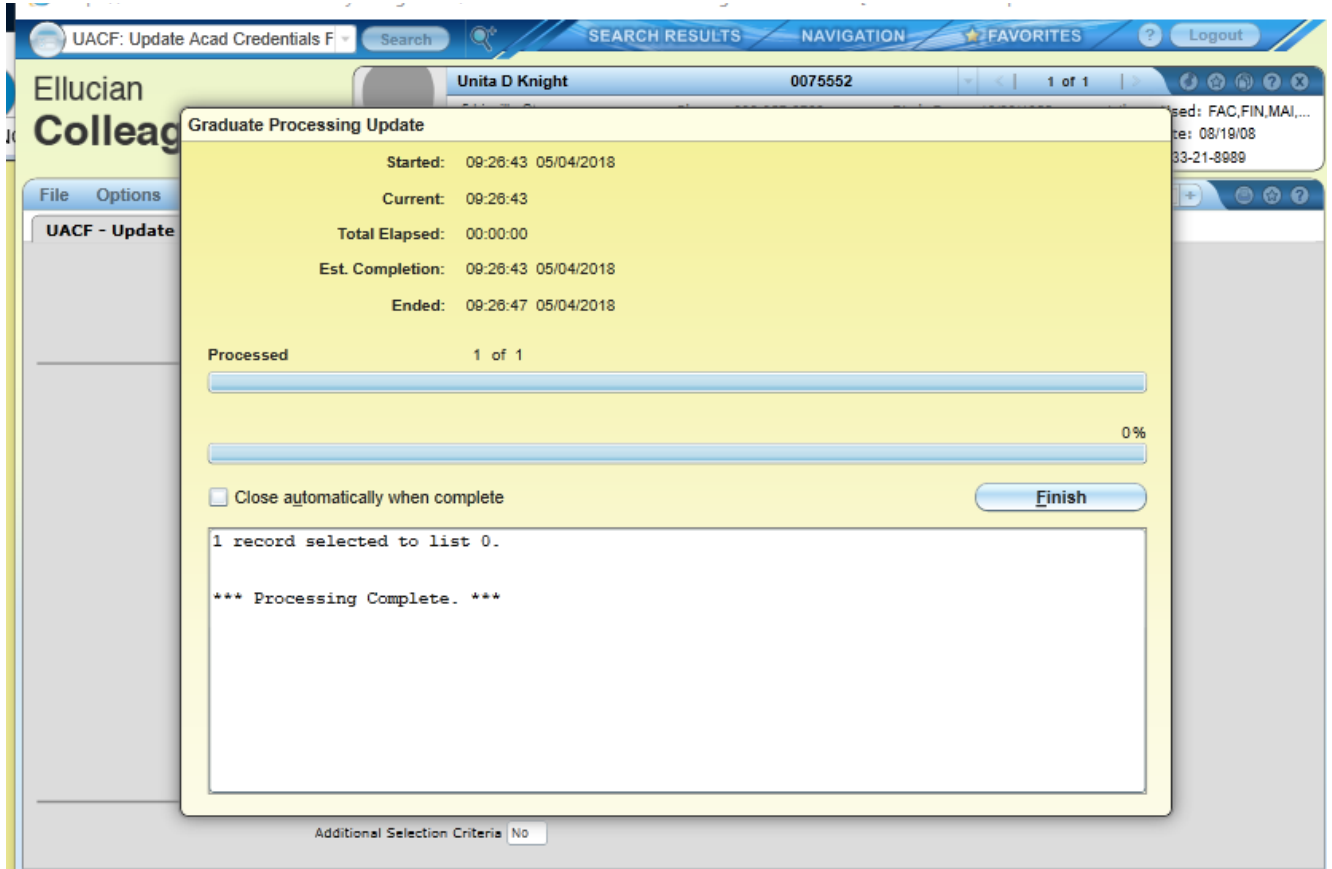 UACF: Update Acad Credentials F Search SEARCH RESULTS NAVIGATION FAVORITES ? Logout
Ellucian
Unita D Knight 0075552 1 of 1
Colleag
sed: FAC,FIN,MAI,...
08/19/08
33-21-8989
Graduate Processing Update
Started: 09:26:43 05/04/2018
File Options
Current: 09:26:43
UACF - Update
Total Elapsed: 00:00:00
Est. Completion: 09:26:43 05/04/2018
Ended: 09:26:47 05/04/2018
Processed 1 of 1
0%
Close automatically when complete
Finish
1 record selected to list 0.
*** Processing Complete. ***
Additional Selection Criteria No